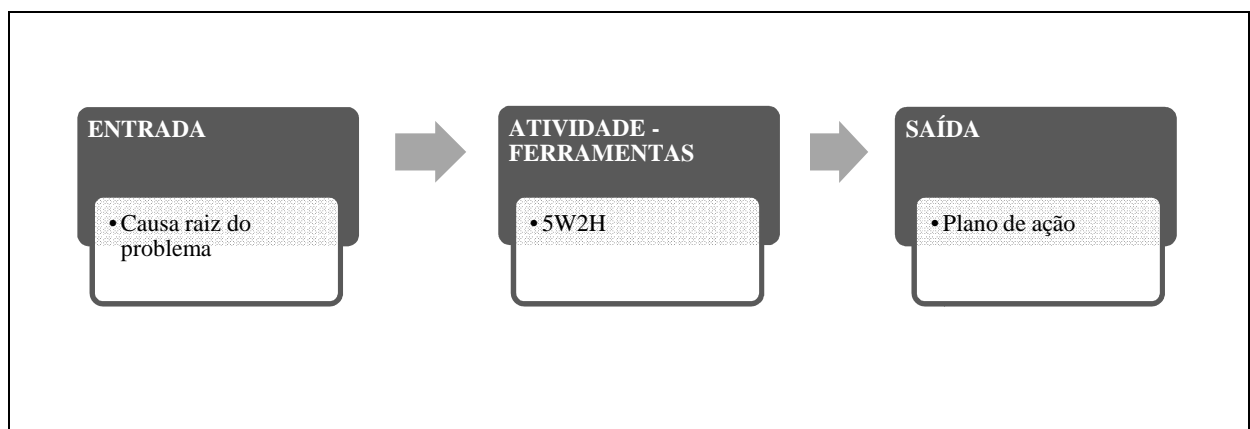 ENTRADA
• Causa raiz do
problema
ATIVIDADE -
FERRAMENTAS
• 5W2H
SAÍDA
• Plano de ação